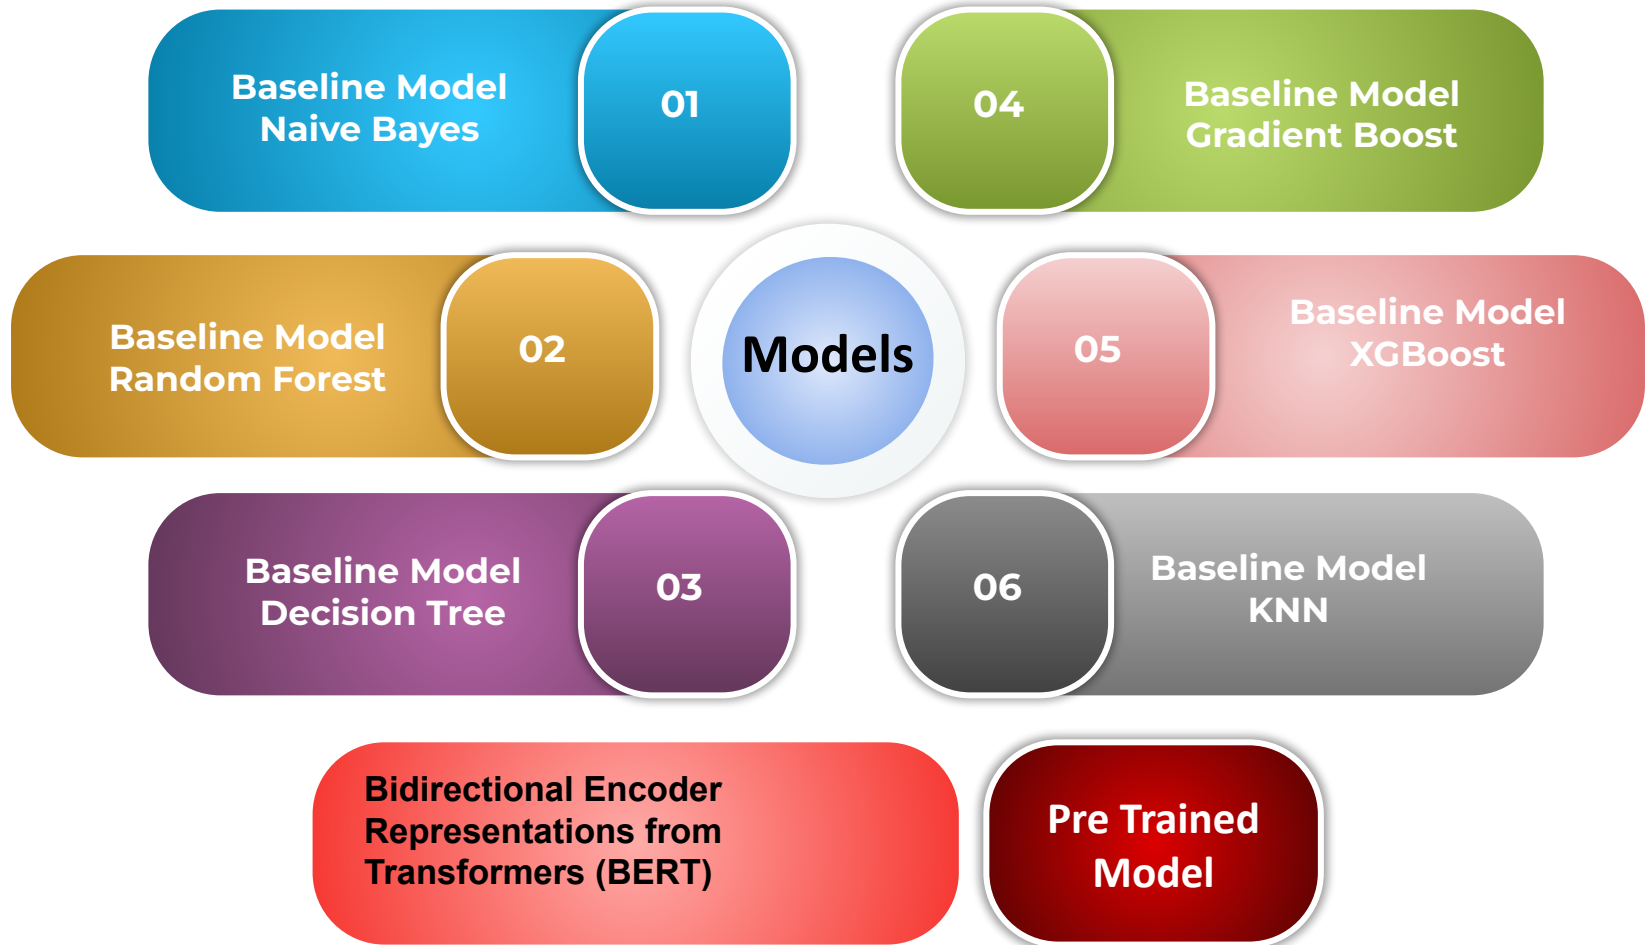 Baseline Model
Naive Bayes
01
Baseline Model
Random Forest
02
Baseline Model
Decision Tree
03
Models
04
Baseline Model
Gradient Boost
05
Baseline Model
XGBoost
06
Baseline Model
KNN
Bidirectional Encoder
Representations from
Transformers (BERT)
Pre Trained
Model